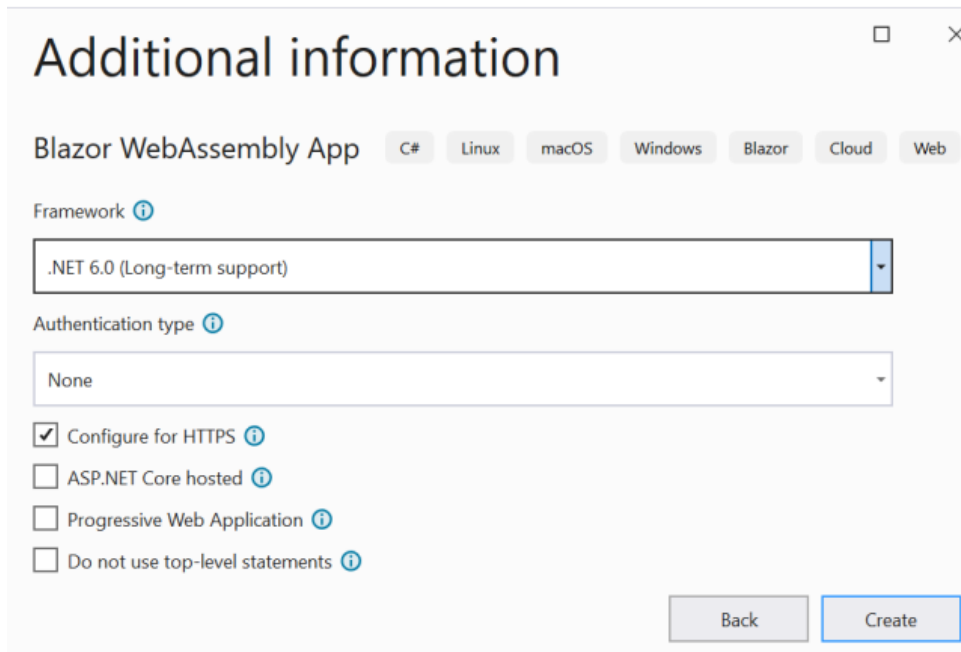 Additional information
Blazor WebAssembly App C# Linux macOS Windows Blazor Cloud Web
Framework
.NET 6.0 (Long-term support)
Authentication type
None
Configure for HTTPS
ASP.NET Core hosted
Progressive Web Application
Do not use top-level statements
Back Create